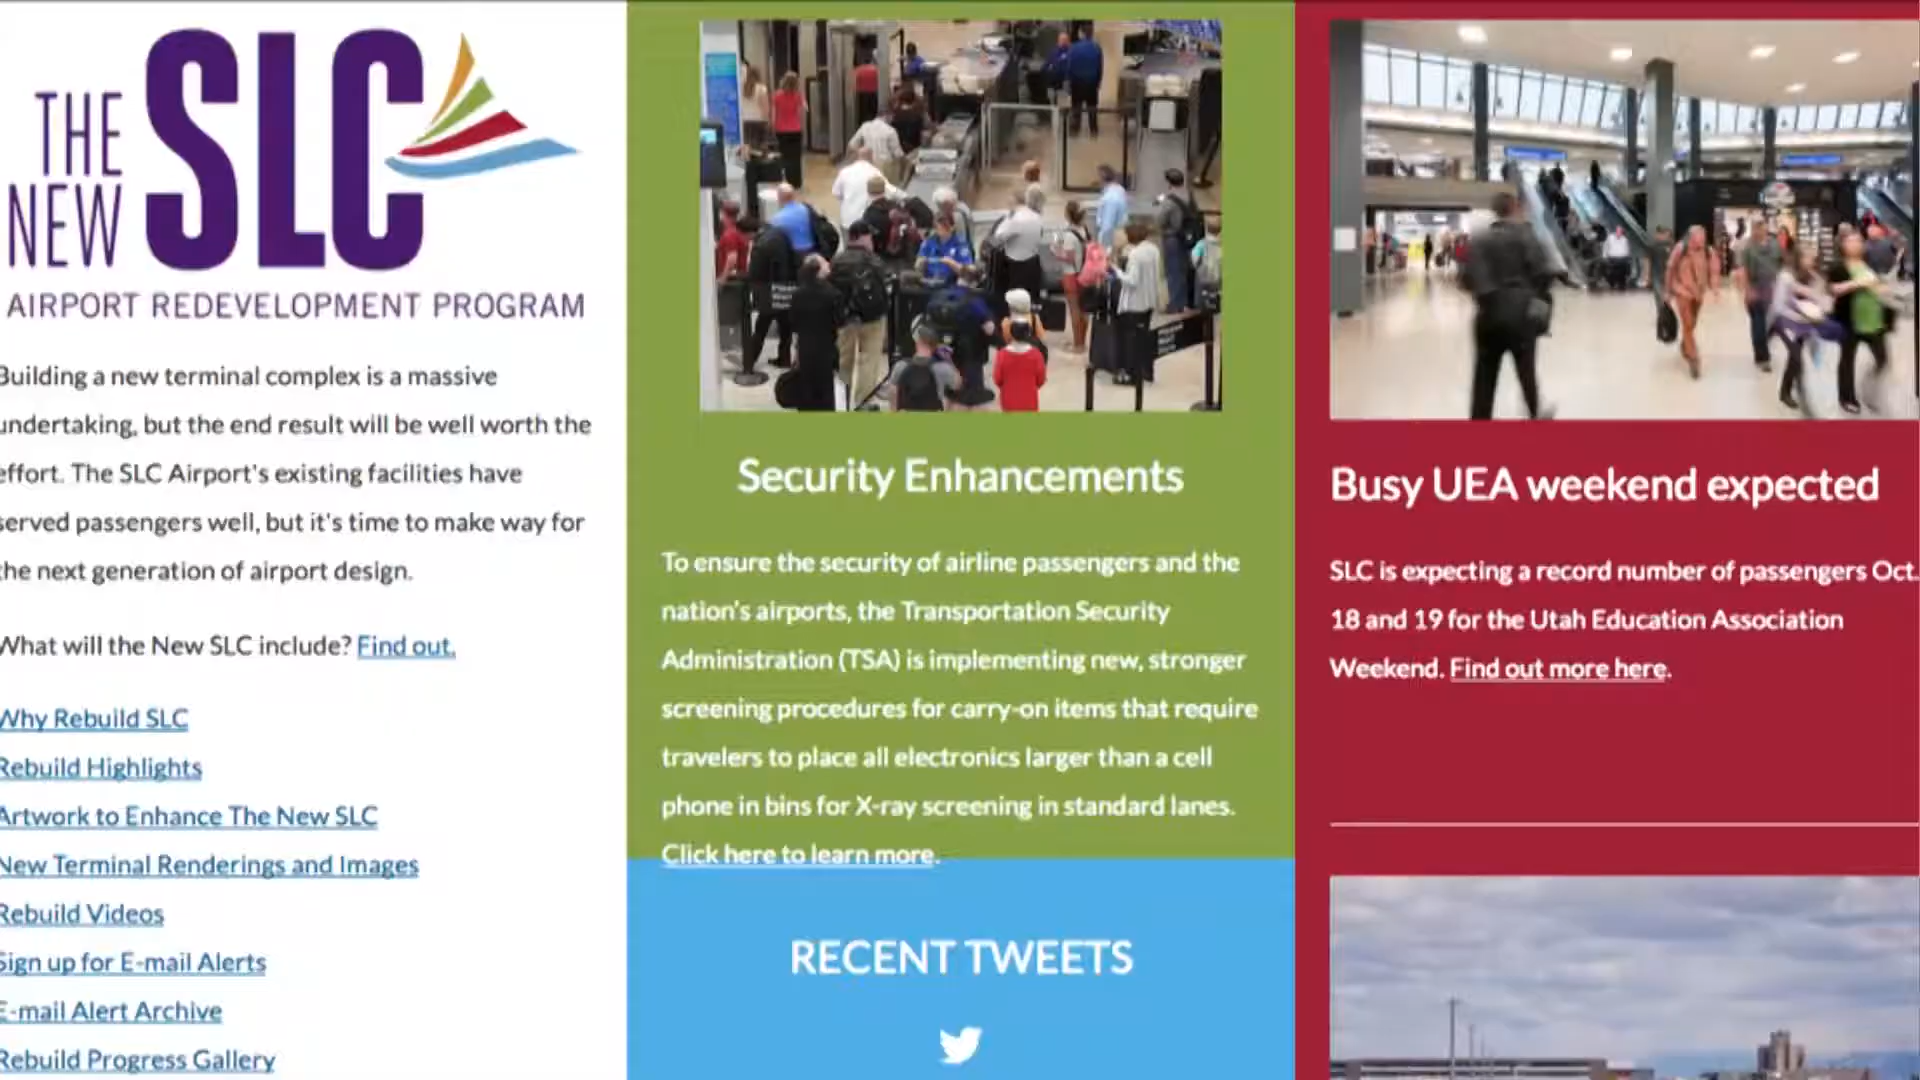 THE
NEW
SLC
AIRPORT REDEVELOPMENT PROGRAM
Building a new terminal complex is a massive
undertaking, but the end result will be well worth the
effort. The SLC Airport's existing facilities have
served passengers well, but it's time to make way for
the next generation of airport design.
What will the New SLC include? Find out.
Why Rebuild SLC
Rebuild Highlights
Artwork to Enhance The New SLC
New Terminal Renderings and Images
Rebuild Videos
Sign up for E-mail Alerts
E-mail Alert Archive
Rebuild Progress Gallery
Security Enhancements
To ensure the security of airline passengers and the
nation's airports, the Transportation Security
Administration (TSA) is implementing new, stronger
screening procedures for carry-on items that require
travelers to place all electronics larger than a cell
phone in bins for X-ray screening in standard lanes.
Click here to learn more.
RECENT TWEETS
Busy UEA weekend expected
SLC is expecting a record number of passengers Oct.
18 and 19 for the Utah Education Association
Weekend. Find out more here.